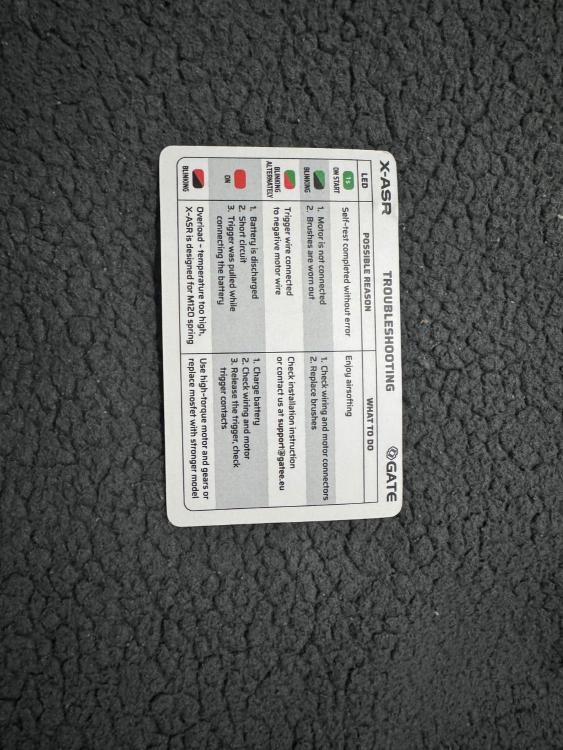 X-ASR TROUBLESHOOTING GATE
LED POSSIBLE REASON WHAT TO DO
1s
ON START
Self-test completed without error
Enjoy airsofting
BLINKING
1. Motor is not connected
2. Brushes are worn out
1. Check wiring and motor connectors
2. Replace brushes
BLINKING
ALTERNATELY
Trigger wire connected
to negative motor wire
Check installation instruction
or contact us at support@gatee.eu
ON
1. Battery is discharged
2. Short circuit
3. Trigger was pulled while
connecting the battery
1. Charge battery
2. Check wiring and motor
3. Release the trigger, check
trigger contacts
BLINKING
Overload - temperature too high,
X-ASR is designed for M120 spring
Use high-torque motor and gears or
replace mosfet with stronger model